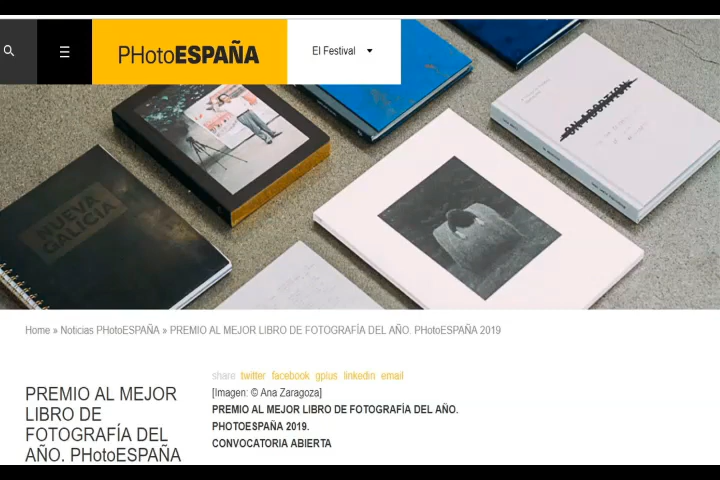 PHotoESPAÑA
El Festival
NUEVA
GALICIA
ON ABORTION
Home » Noticias PHotoESPAÑA » PREMIO AL MEJOR LIBRO DE FOTOGRAFÍA DEL AÑO. PHotoESPAÑA 2019
PREMIO AL MEJOR
LIBRO DE
FOTOGRAFÍA DEL
AÑO. PHotoESPAÑA
share twitter facebook gplus linkedin email
[Imagen: © Ana Zaragoza]
PREMIO AL MEJOR LIBRO DE FOTOGRAFÍA DEL AÑO.
PHOTOESPAÑA 2019.
CONVOCATORIA ABIERTA